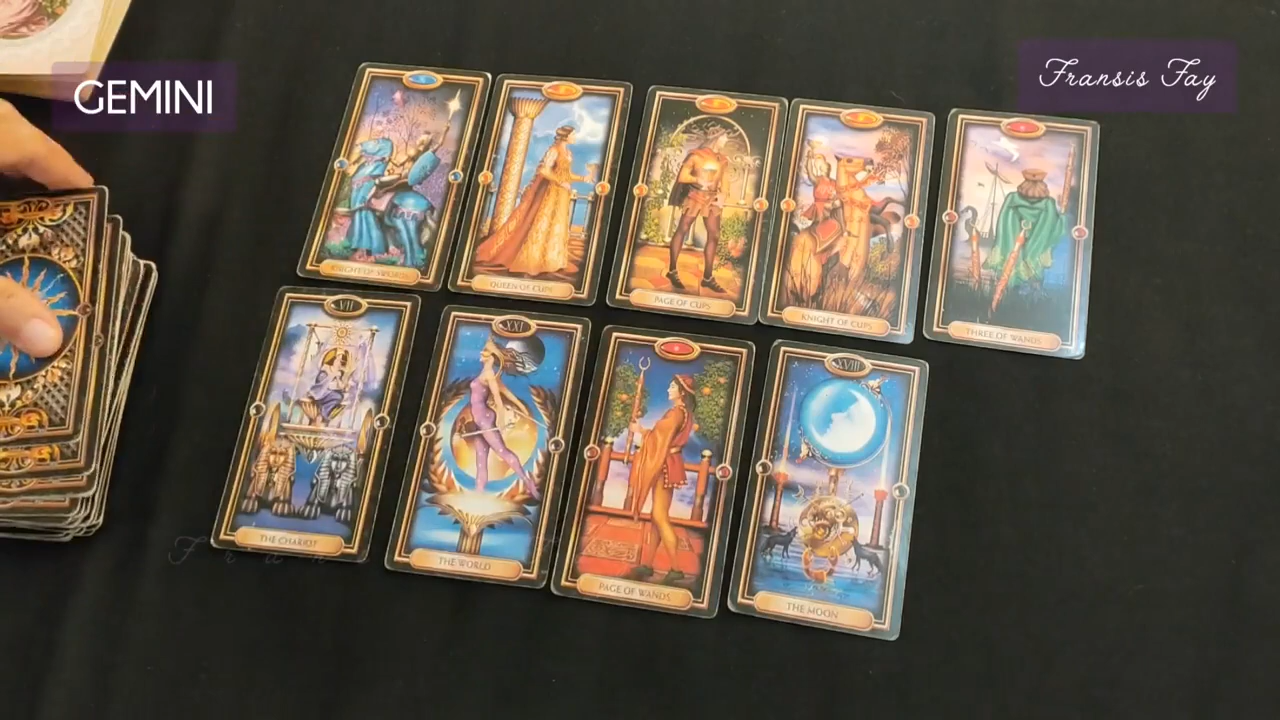 GEMINI
Fransis Fay
KNIGHT OF SWORDS
QUEEN OF CUPS
PAGE OF CUPS
KNIGHT OF CUPS
THREE OF WANDS
VII
THE CHARIOT
XXI
THE WORLD
PAGE OF WANDS
XVIII
THE MOON